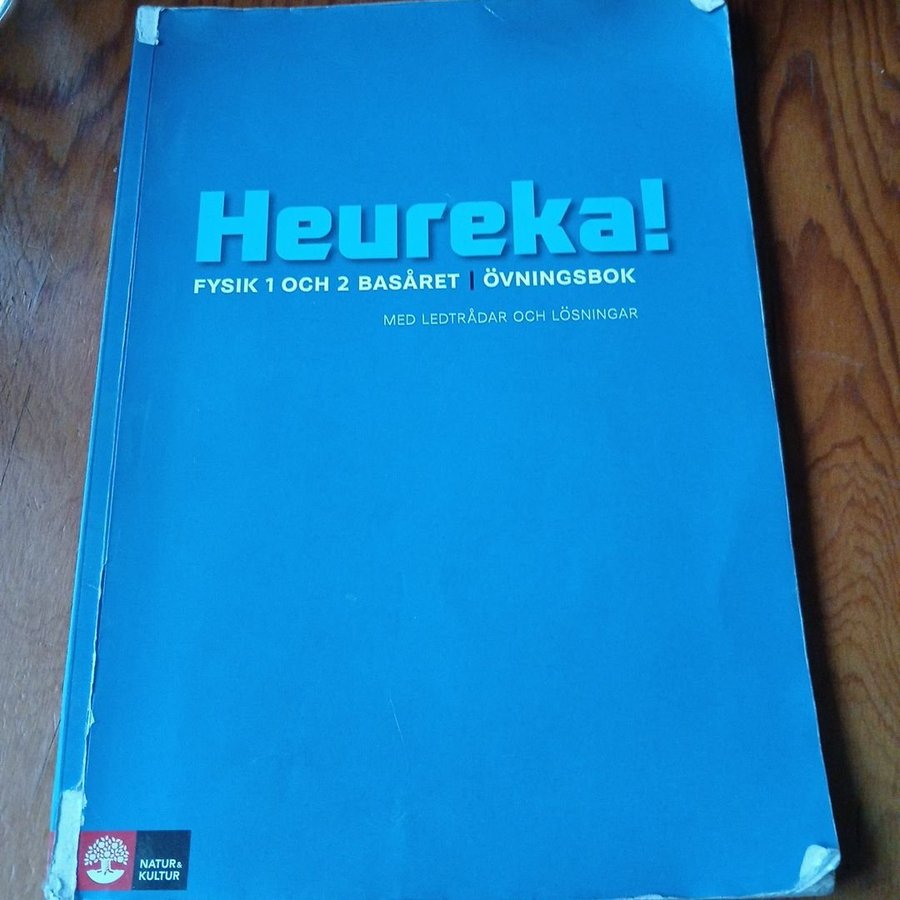 Heureka!
FYSIK 1 OCH 2 BASÅRET | ÖVNINGSBOK
MED LEDTRÅDAR OCH LÖSNINGAR
NATUR &
KULTUR